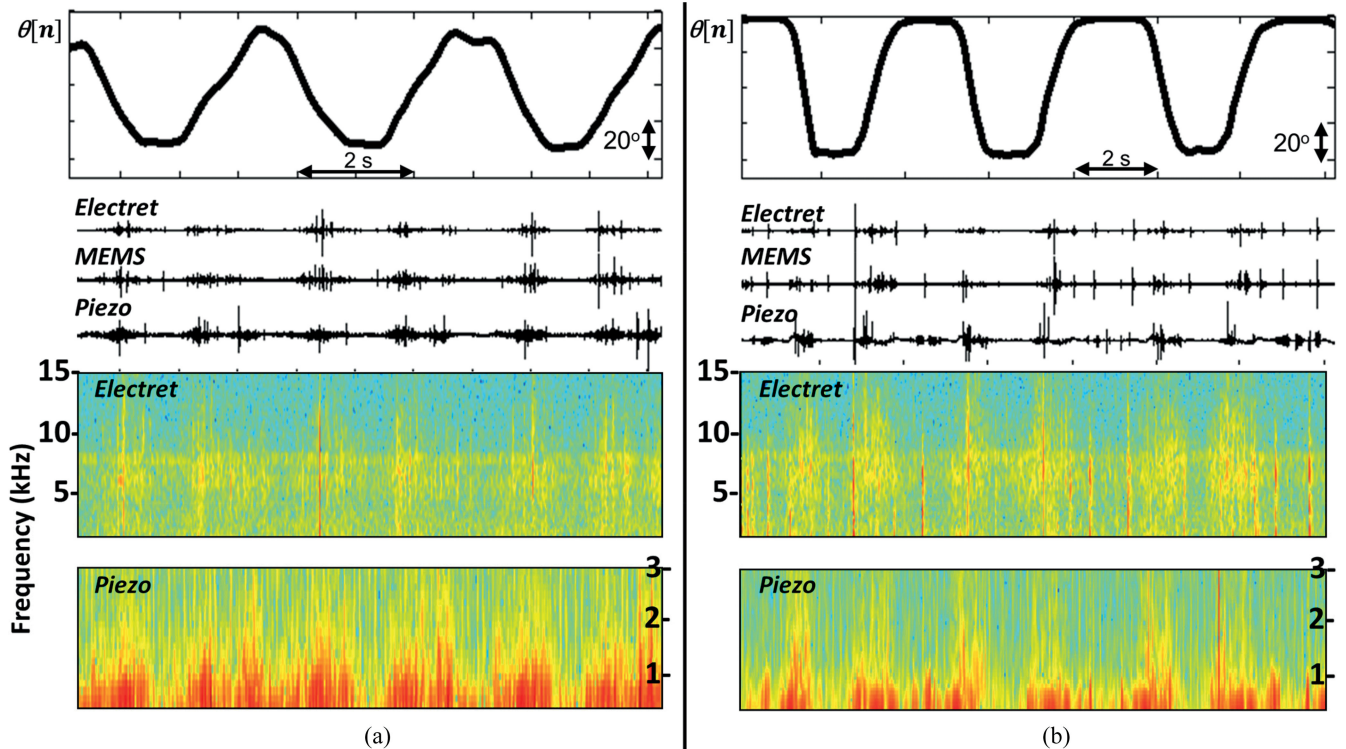 θ[n]
20°
2 s
Electret
MEMS
Piezo
15
Electret
10
5
Frequency (kHz)
Piezo
3
2
1
(a)
θ[n]
20°
2 s
Electret
MEMS
Piezo
15
Electret
10
5
Piezo
3
2
1
(b)